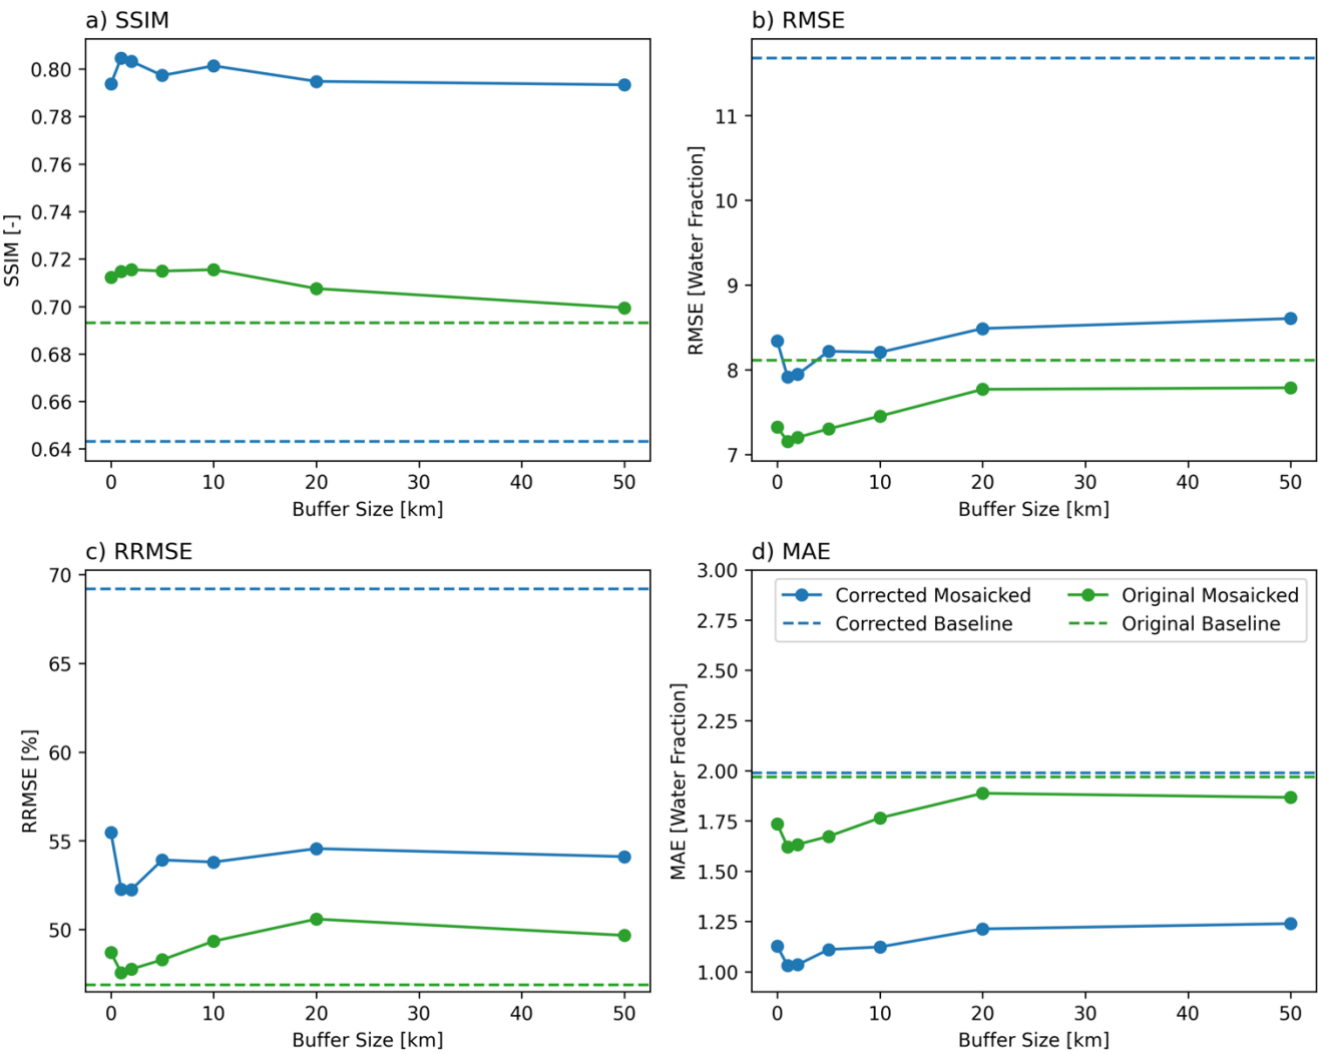 a) SSIM
SSIM [-]
0.80
0.78
0.76
0.74
0.72
0.70
0.68
0.66
0.64
0 10 20 30 40 50
Buffer Size [km]
b) RMSE
RMSE [Water Fraction]
11
10
9
8
7
0 10 20 30 40 50
Buffer Size [km]
c) RRMSE
RRMSE [%]
70
65
60
55
50
0 10 20 30 40 50
Buffer Size [km]
d) MAE
MAE [Water Fraction]
3.00
2.75
2.50
2.25
2.00
1.75
1.50
1.25
1.00
Corrected Mosaicked
Corrected Baseline
Original Mosaicked
Original Baseline
0 10 20 30 40 50
Buffer Size [km]